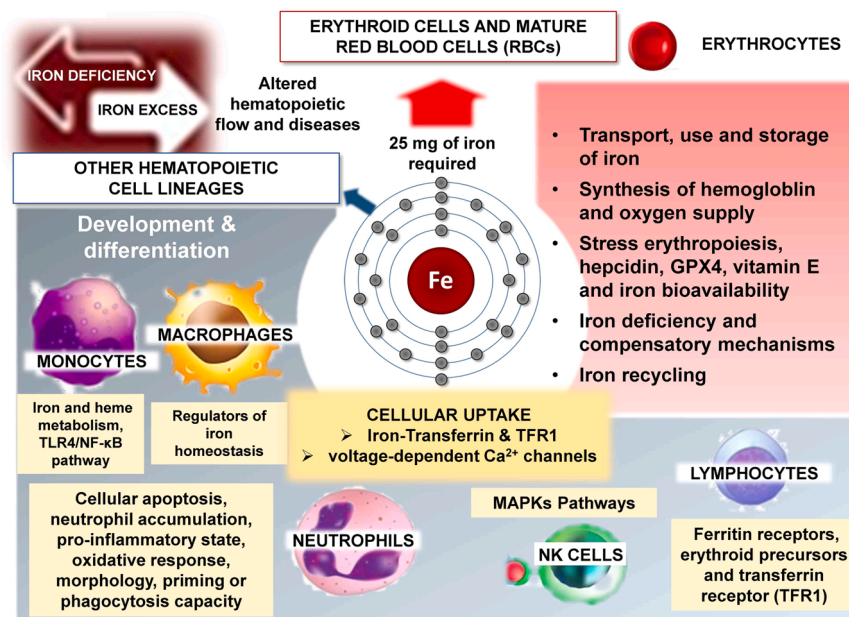 ERYTHROID CELLS AND MATURE
RED BLOOD CELLS (RBCs)
ERYTHROCYTES
IRON DEFICIENCY
IRON EXCESS
Altered
hematopoietic
flow and diseases
25 mg of iron
required
OTHER HEMATOPOIETIC
CELL LINEAGES
• Transport, use and storage
of iron
• Synthesis of hemoglobin
and oxygen supply
• Stress erythropoiesis,
hepcidin, GPX4, vitamin E
and iron bioavailability
• Iron deficiency and
compensatory mechanisms
• Iron recycling
Development &
differentiation
Fe
MONOCYTES
MACROPHAGES
Iron and heme
metabolism,
TLR4/NF-κB
pathway
Regulators of
iron
homeostasis
CELLULAR UPTAKE
➢ Iron-Transferrin & TFR1
➢ voltage-dependent Ca²⁺ channels
Cellular apoptosis,
neutrophil accumulation,
pro-inflammatory state,
oxidative response,
morphology, priming or
phagocytosis capacity
NEUTROPHILS
MAPKs Pathways
NK CELLS
LYMPHOCYTES
Ferritin receptors,
erythroid precursors
and transferrin
receptor (TFR1)